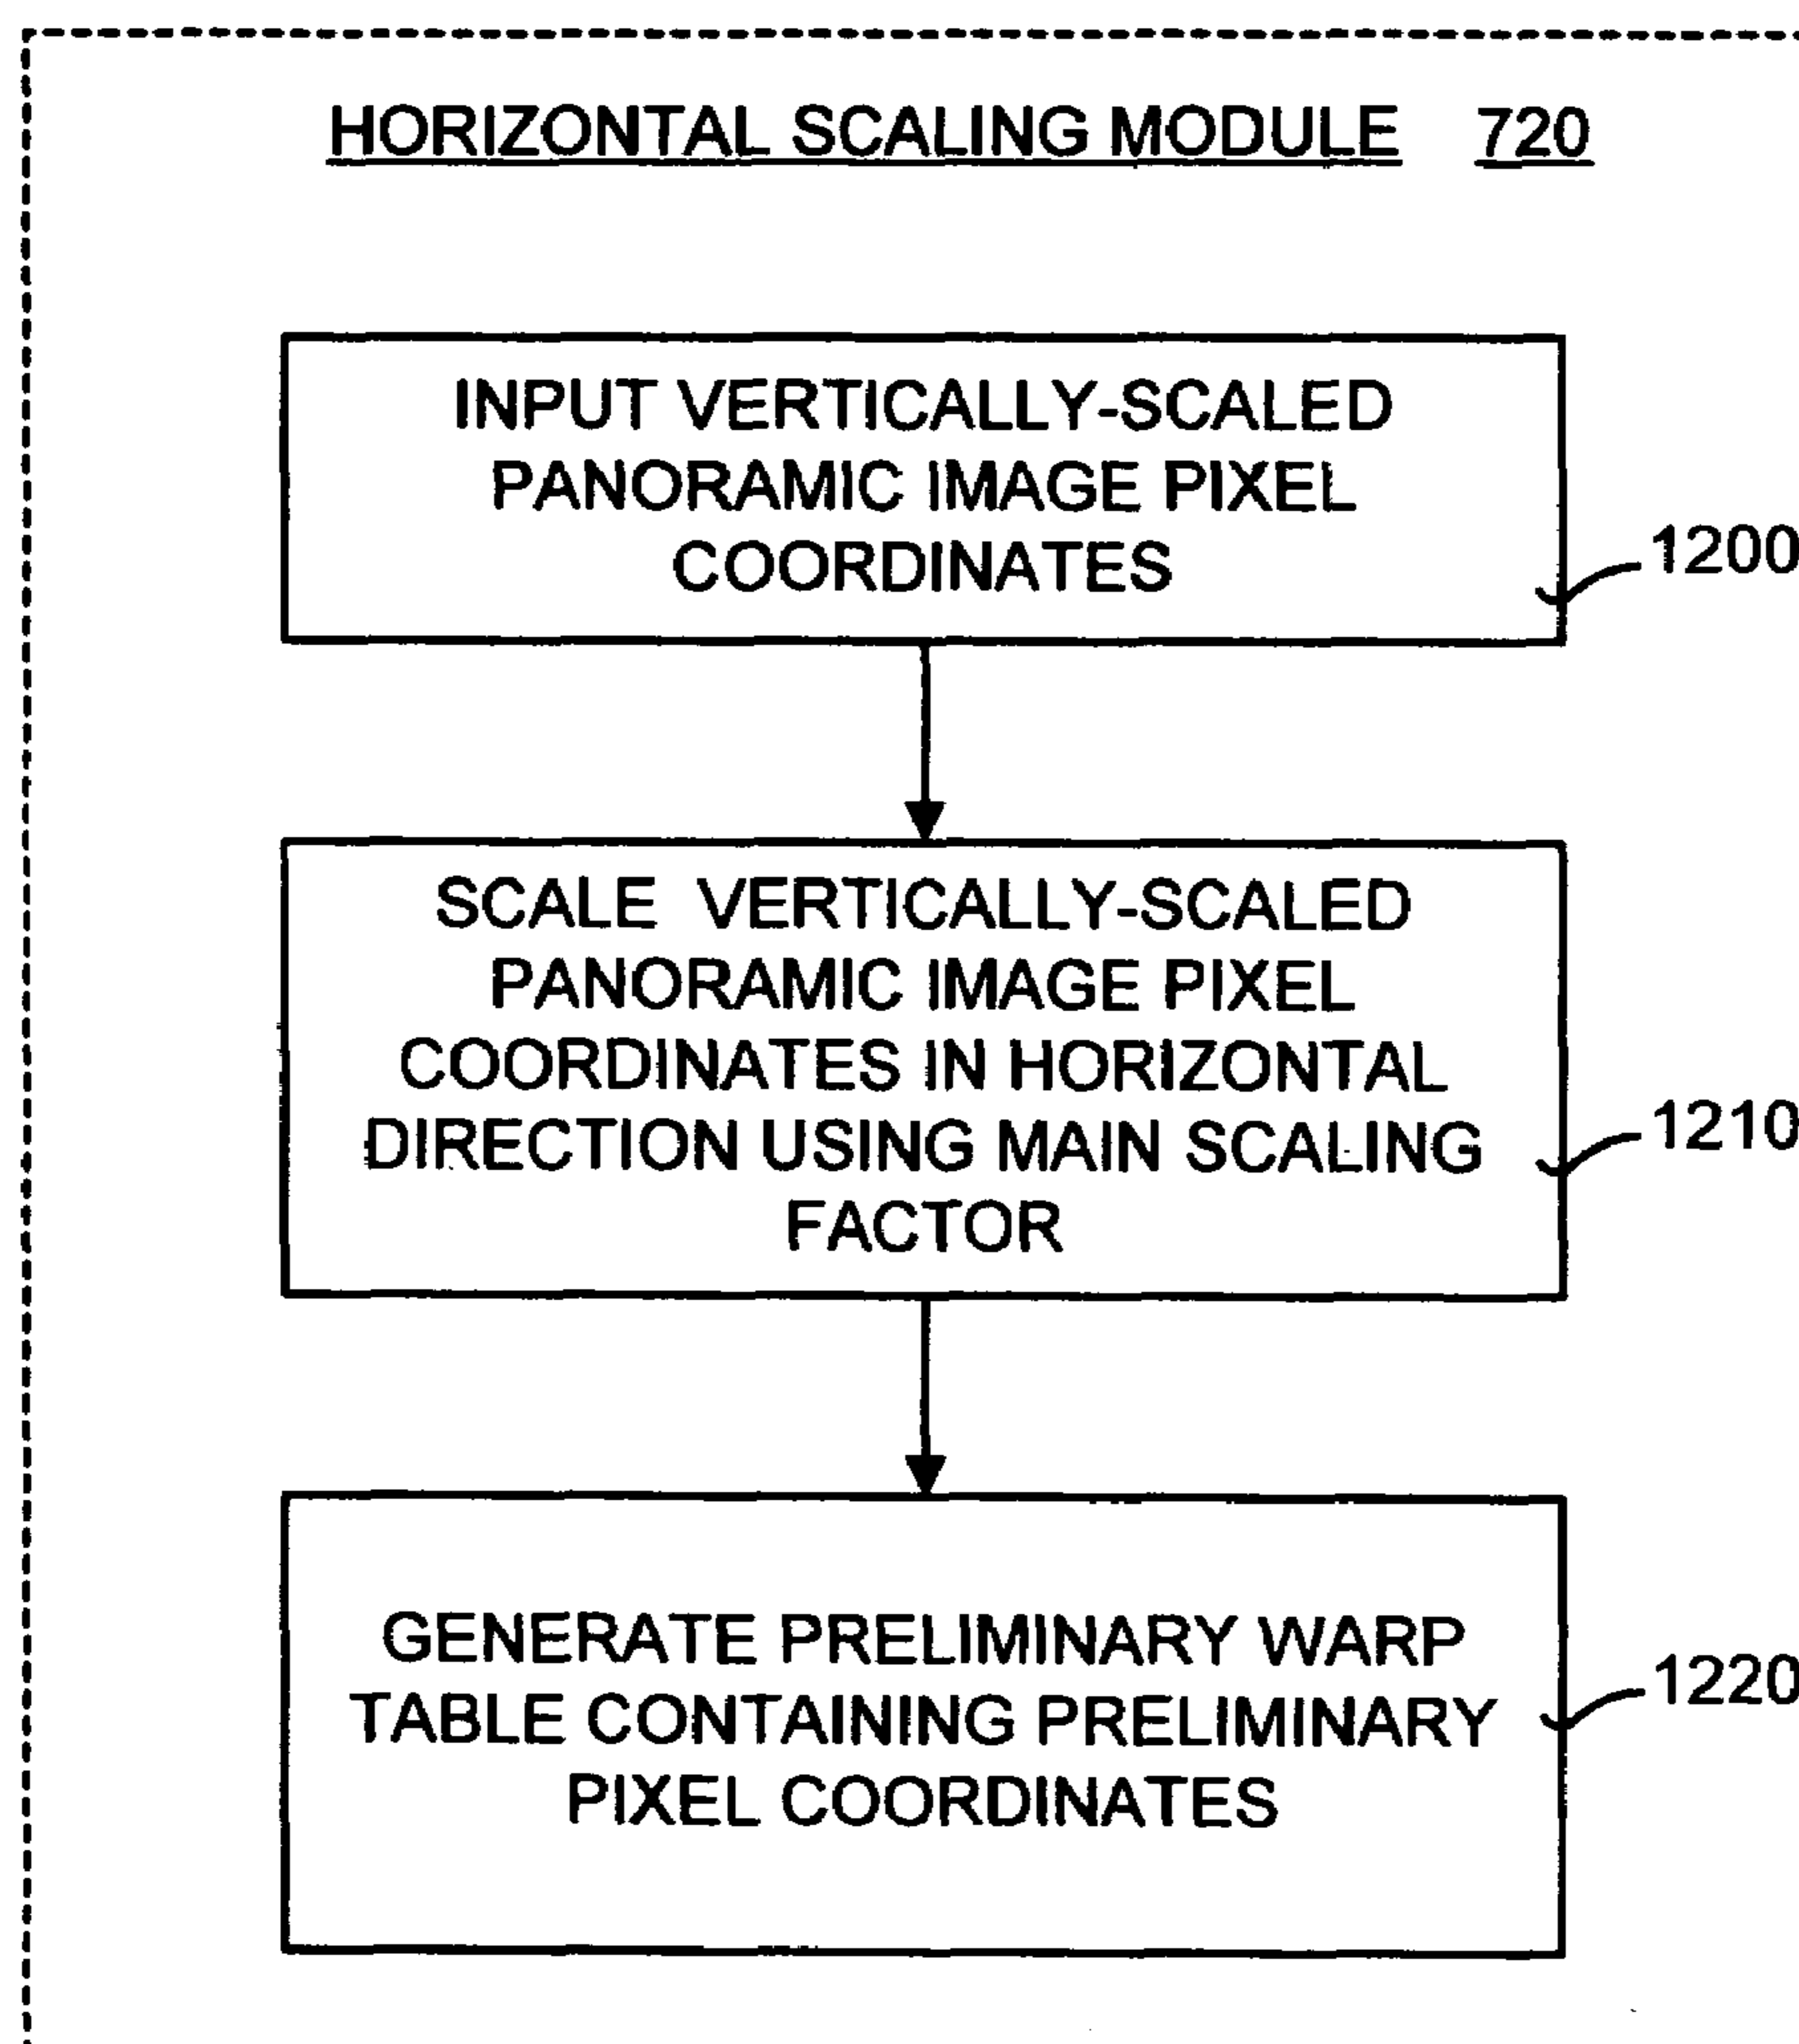 HORIZONTAL SCALING MODULE 720
INPUT VERTICALLY-SCALED
PANORAMIC IMAGE PIXEL
COORDINATES
1200
SCALE VERTICALLY-SCALED
PANORAMIC IMAGE PIXEL
COORDINATES IN HORIZONTAL
DIRECTION USING MAIN SCALING
FACTOR
1210
GENERATE PRELIMINARY WARP
TABLE CONTAINING PRELIMINARY
PIXEL COORDINATES
1220